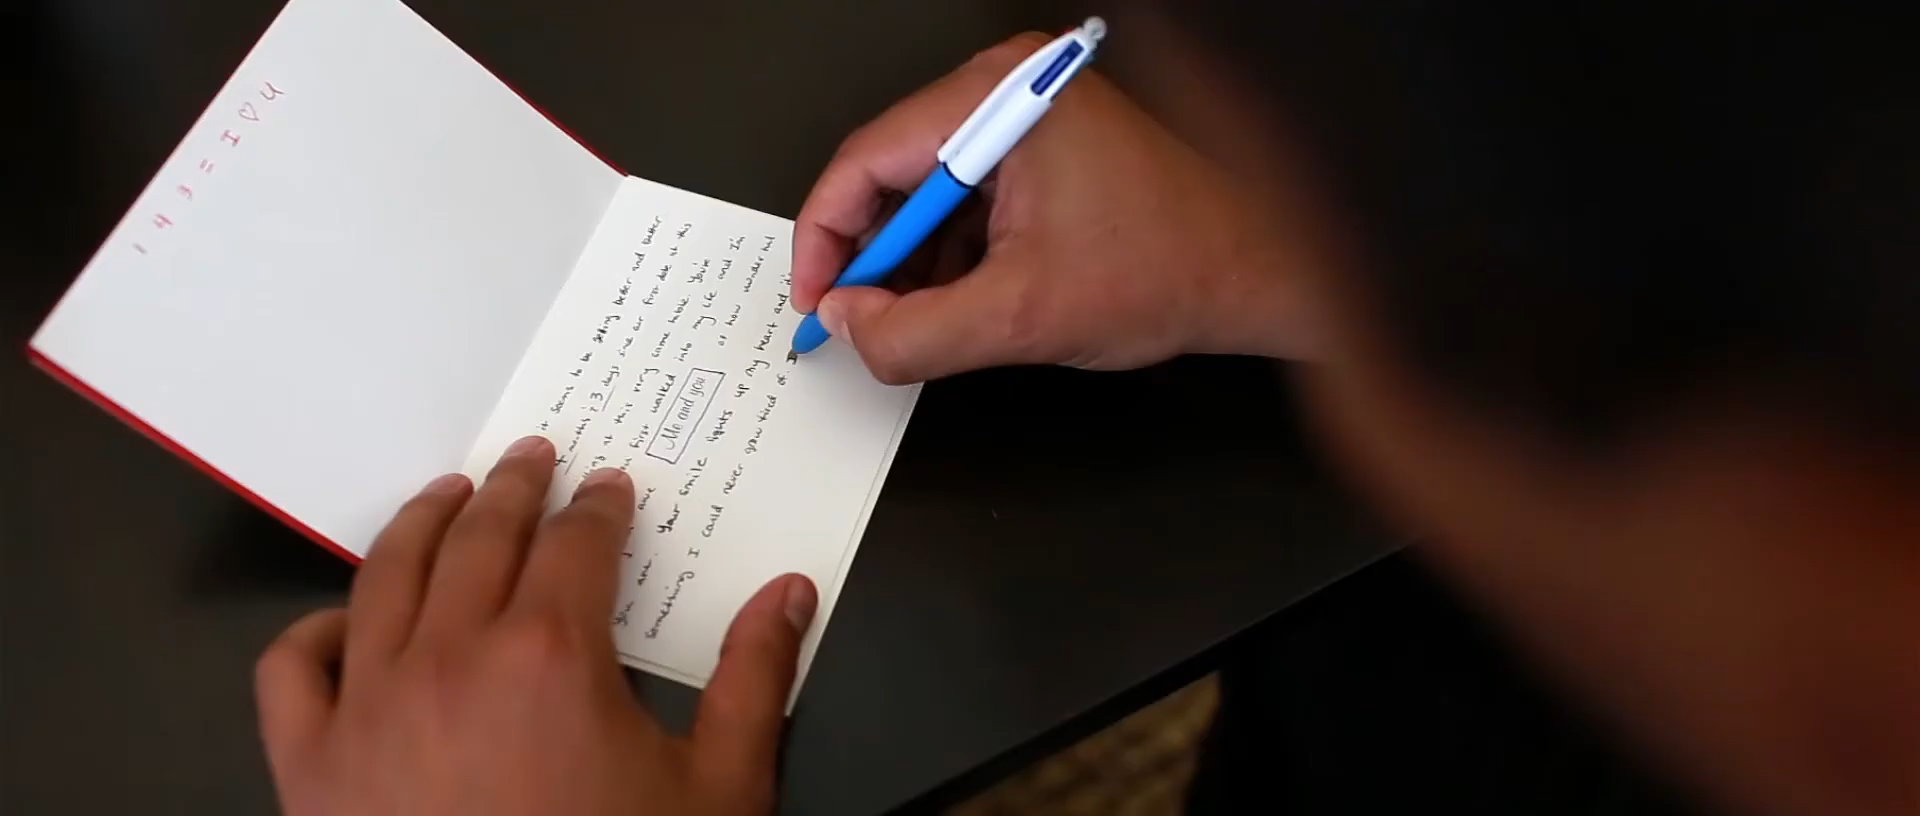 1 4 3 = I ♡ U
it seems to be getting better and better
months & 3 days since our first date at this
at this very same table. You're
first walked into my life and I'm
awe of how wonderful
Me and you
you are. Your smile lights up my heart and it's
something I could never grow tired of. I